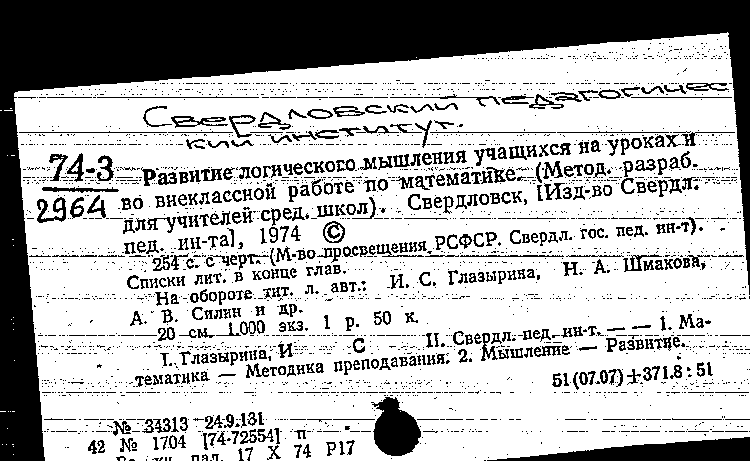 Свердловский педагогичес
кий институт.
74-3 Развитие логического мышления учащихся на уроках и
2964 во внеклассной работе по математике. (Метод. разраб.
для учителей сред. школ). Свердловск, [Изд-во Свердл.
пед. ин-та], 1974 ©
254 с. с черт. (М-во просвещения РСФСР. Свердл. гос. пед. ин-т).
Списки лит. в конце глав.
На обороте тит. л. авт.: И. С. Глазырина, Н. А. Шмакова,
А. В. Силин и др.
20 см. 1.000 экз. 1 р. 50 к.
I. Глазырина, И С II. Свердл. пед. ин-т. — — 1. Ма-
тематика — Методика преподавания. 2. Мышление — Развитие.
51(07.07)+371.8:51
№ 34313 24.9.131
42 № 1704 [74-72554] п
пал. 17 X 74 Р17